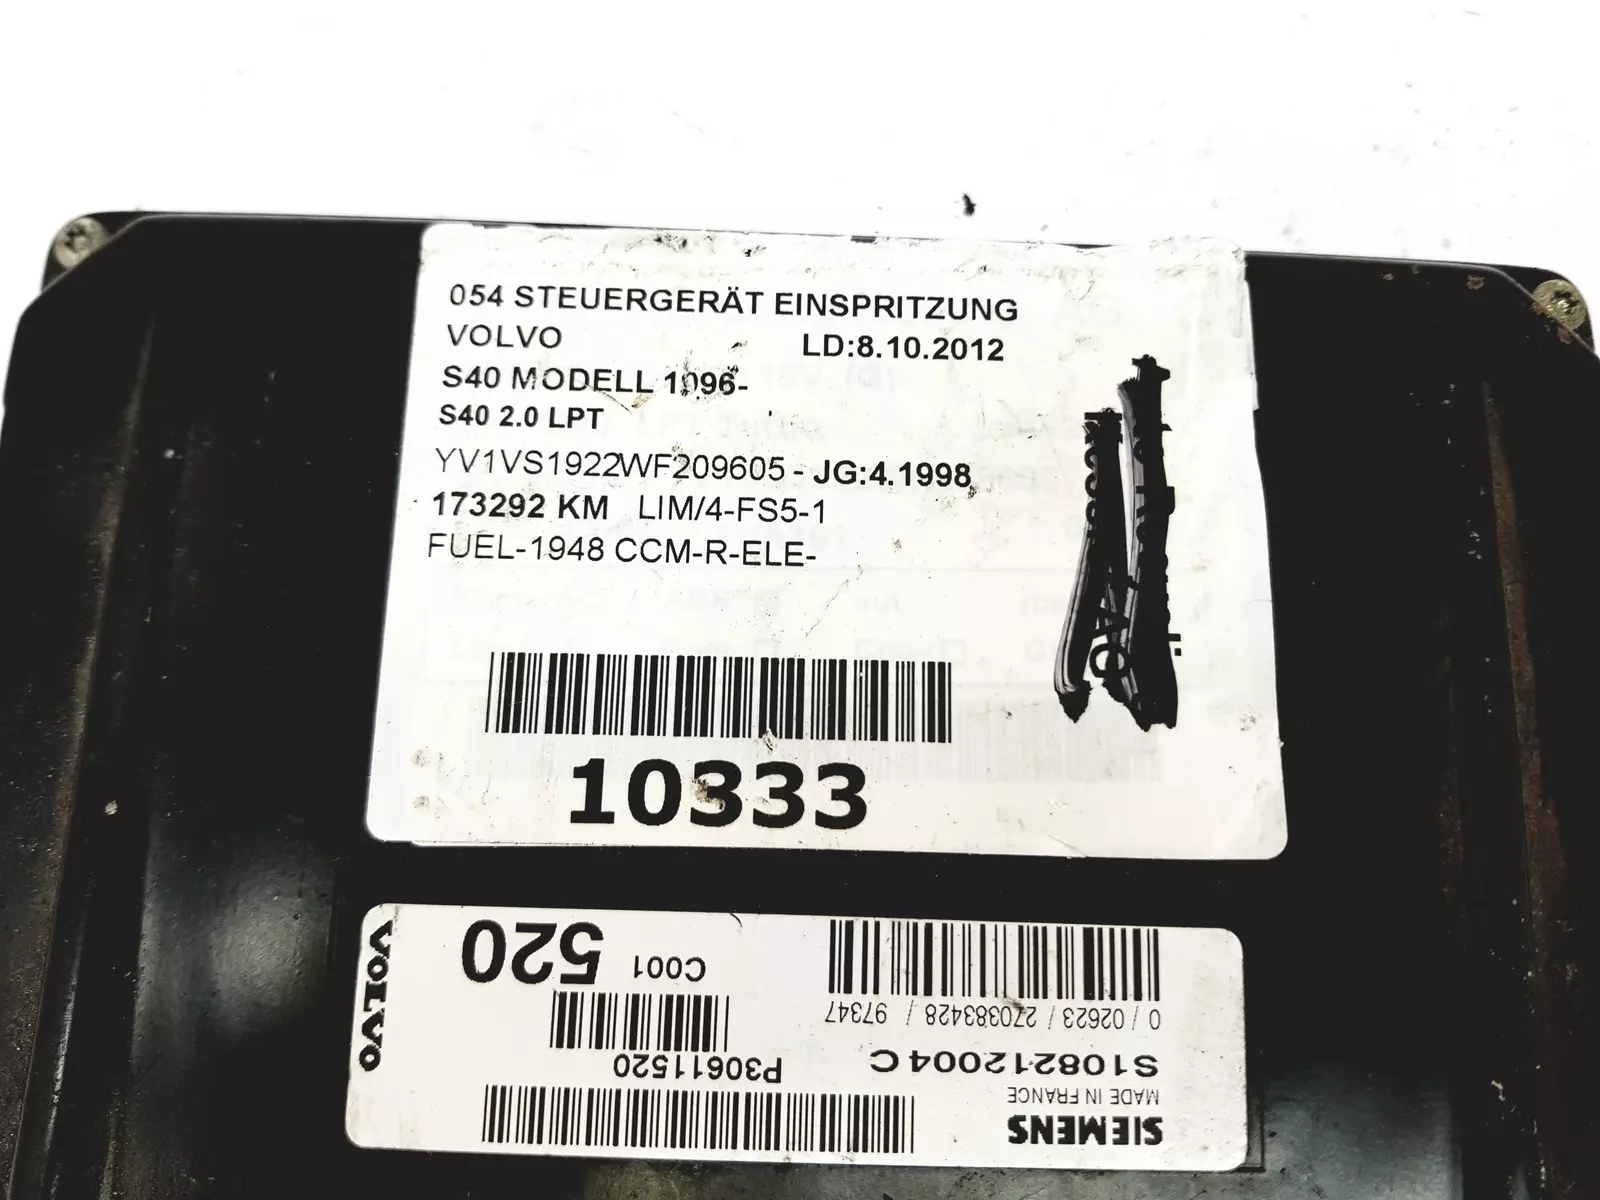 054 STEUERGERÄT EINSPRITZUNG
VOLVO LD:8.10.2012
S40 MODELL 1096-
S40 2.0 LPT
YV1VS1922WF209605 - JG:4.1998
173292 KM LIM/4-FS5-1
FUEL-1948 CCM-R-ELE-
10333
AG
SIEMENS
MADE IN FRANCE
S108212004 C
P30611520
0 / 02623 / 270383428 / 97347
C001
520
VOLVO